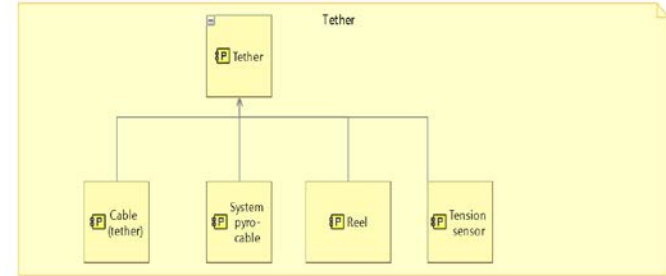 Tether
P Tether
P Cable
(tether)
P System
pyro-
cable
P Reel
P Tension
sensor